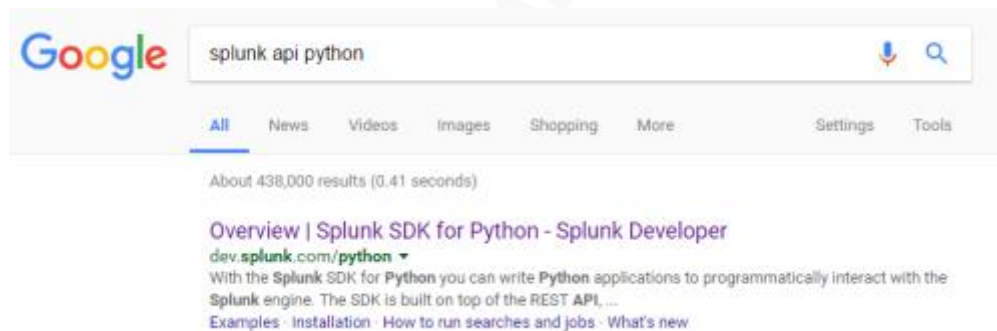 Google
splunk api python
All News Videos Images Shopping More Settings Tools
About 438,000 results (0.41 seconds)
Overview | Splunk SDK for Python - Splunk Developer
dev.splunk.com/python ▼
With the Splunk SDK for Python you can write Python applications to programmatically interact with the
Splunk engine. The SDK is built on top of the REST API, ...
Examples · Installation · How to run searches and jobs · What's new